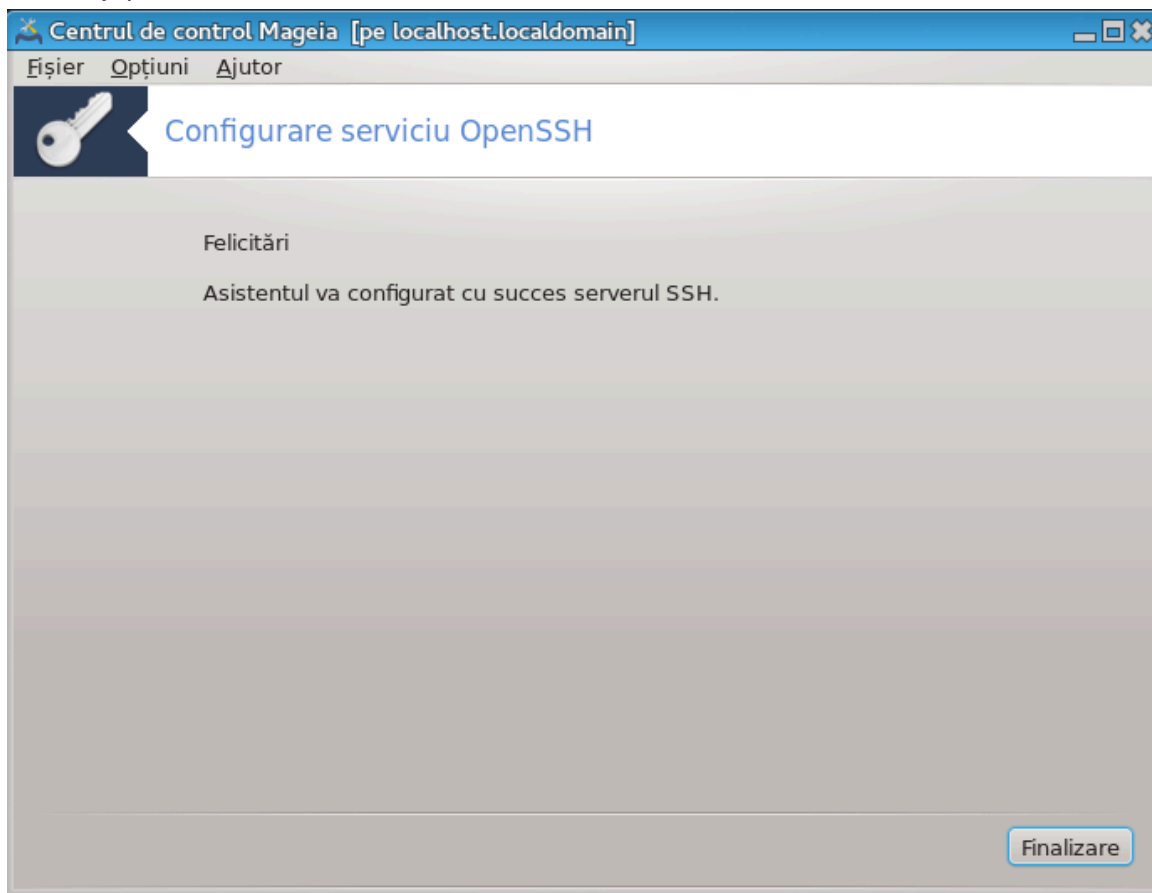 Centrul de control Mageia [pe localhost.localdomain]
Fișier Opțiuni Ajutor
Configurare serviciu OpenSSH
Felicitări
Asistentul va configurat cu succes serverul SSH.
Finalizare